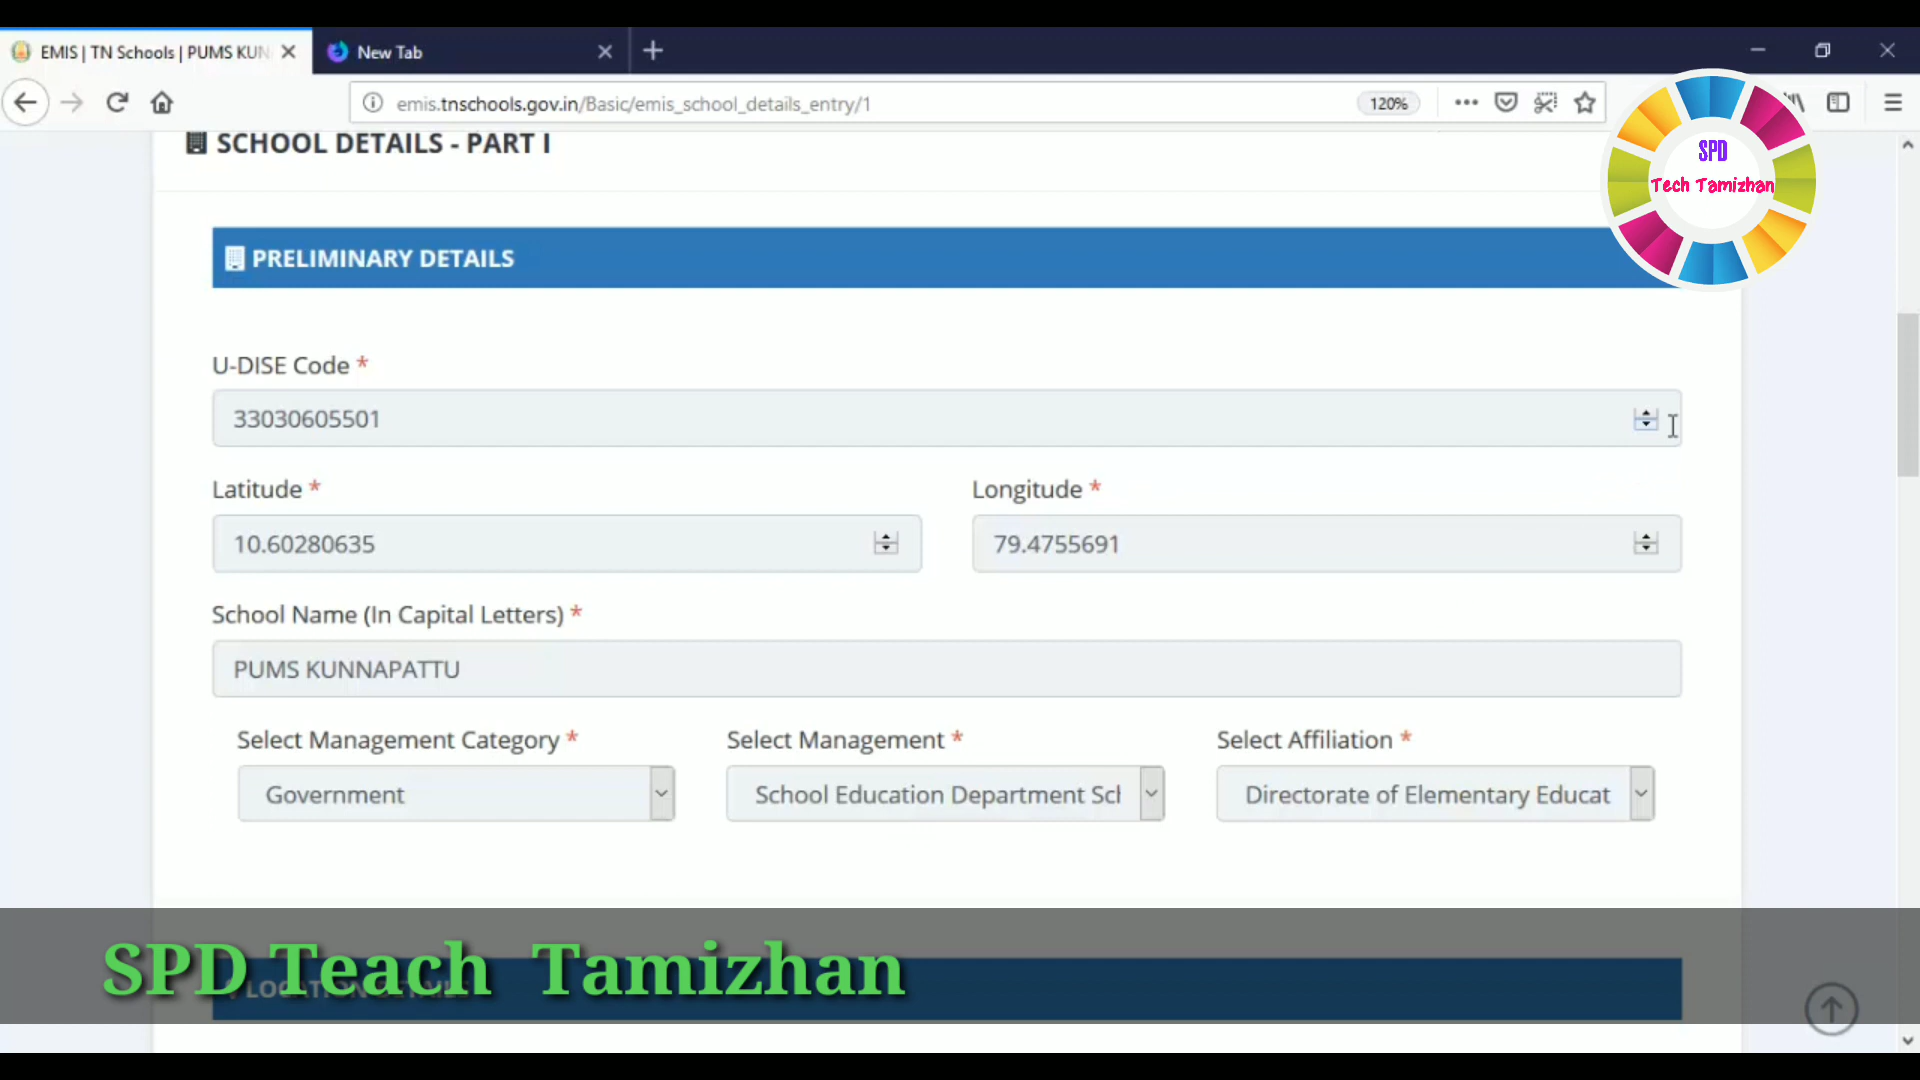 EMIS | TN Schools | PUMS KUN
New Tab
emis.tnschools.gov.in/Basic/emis_school_details_entry/1
120%
SCHOOL DETAILS - PART I
SPD
Tech Tamizhan
PRELIMINARY DETAILS
U-DISE Code *
33030605501
Latitude * Longitude *
10.60280635 79.4755691
School Name (In Capital Letters) *
PUMS KUNNAPATTU
Select Management Category * Select Management * Select Affiliation *
Government School Education Department Scl Directorate of Elementary Educat
SPD Teach Tamizhan
LOCATION DETAILS